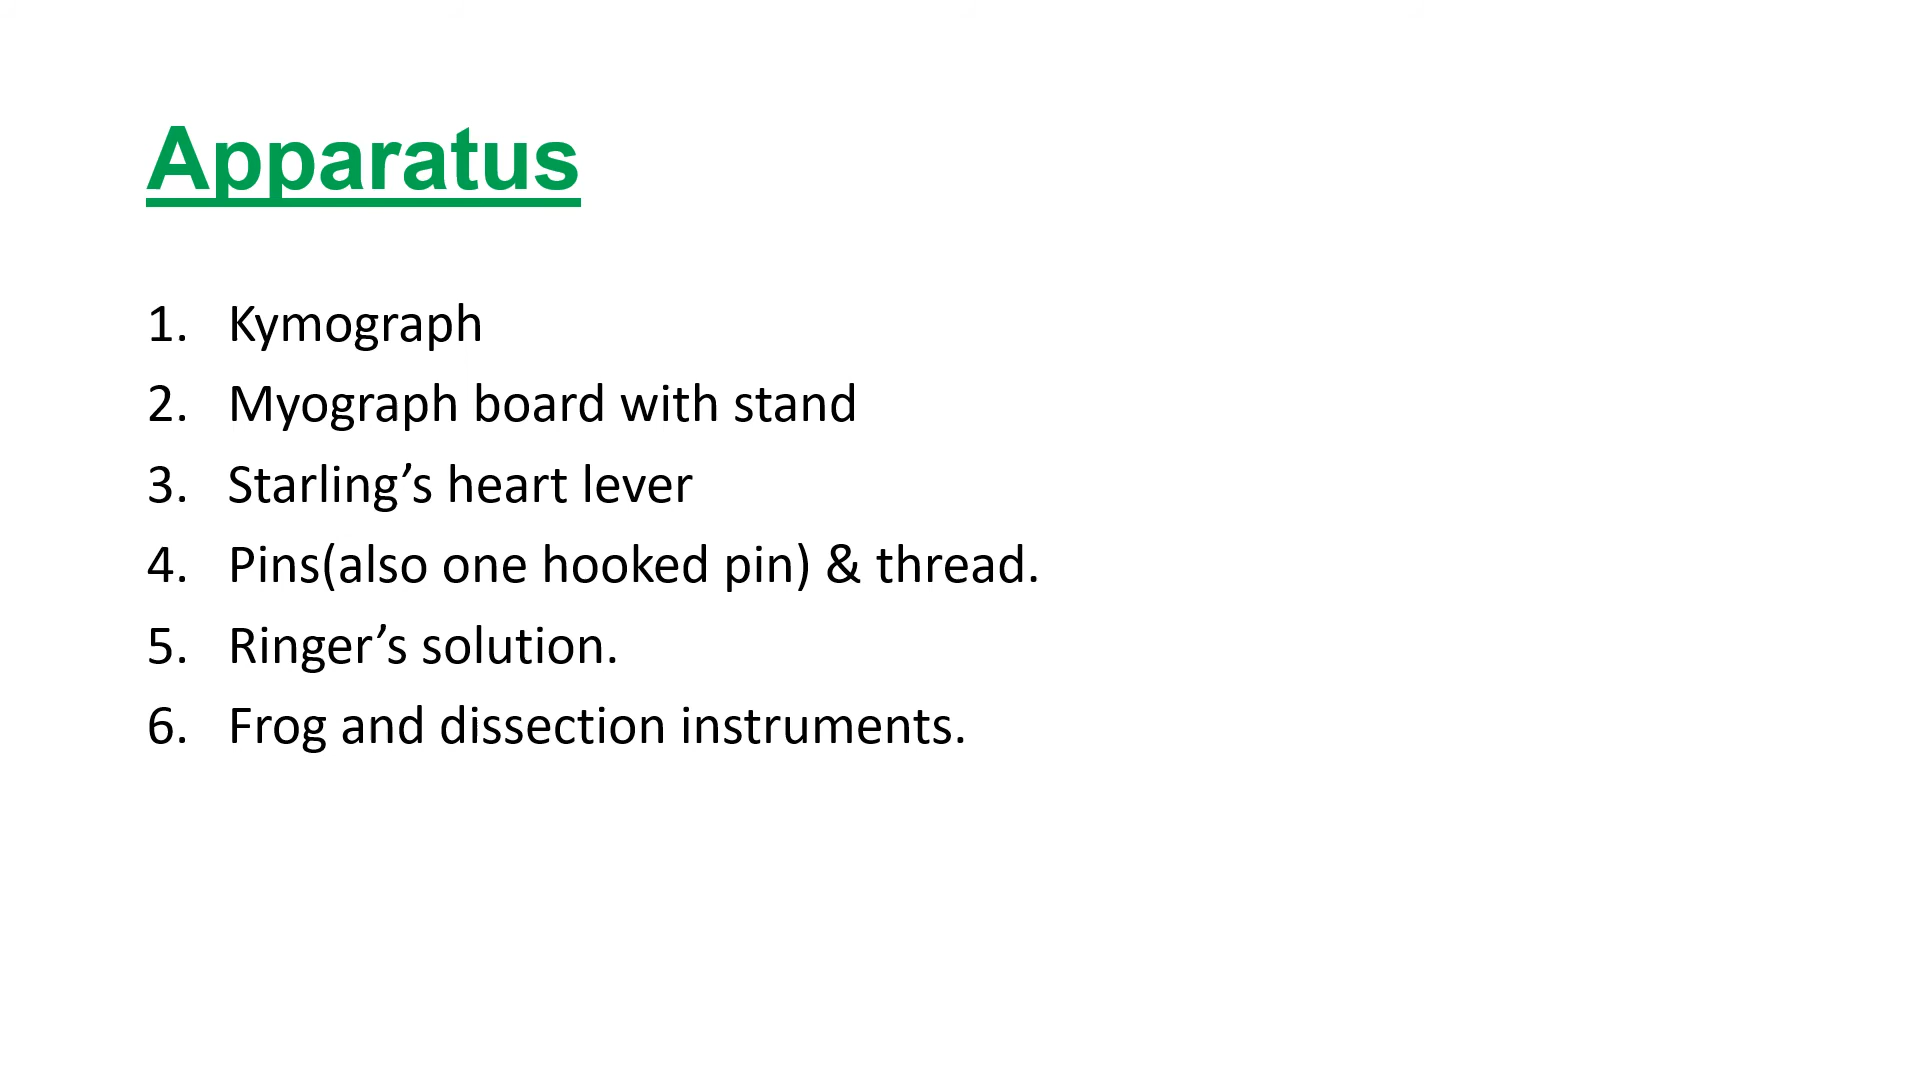 Apparatus
1. Kymograph
2. Myograph board with stand
3. Starling’s heart lever
4. Pins(also one hooked pin) & thread.
5. Ringer’s solution.
6. Frog and dissection instruments.